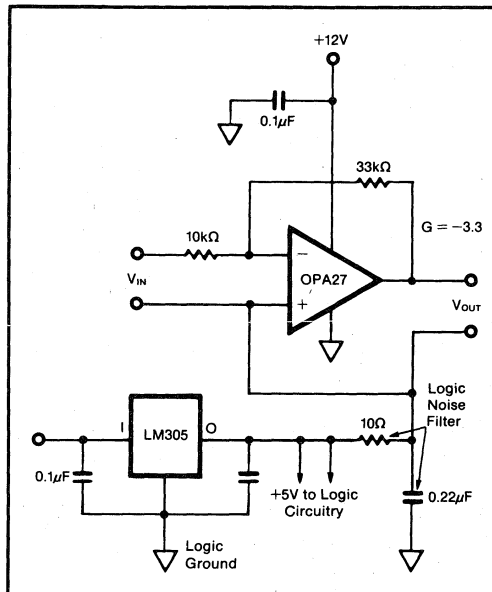 +12V
0.1µF
33kΩ
10kΩ
G = −3.3
−
V_IN
OPA27
+
V_OUT
Logic
Noise
Filter
10Ω
I
LM305
O
0.1µF
+5V to Logic
Circuitry
0.22µF
Logic
Ground